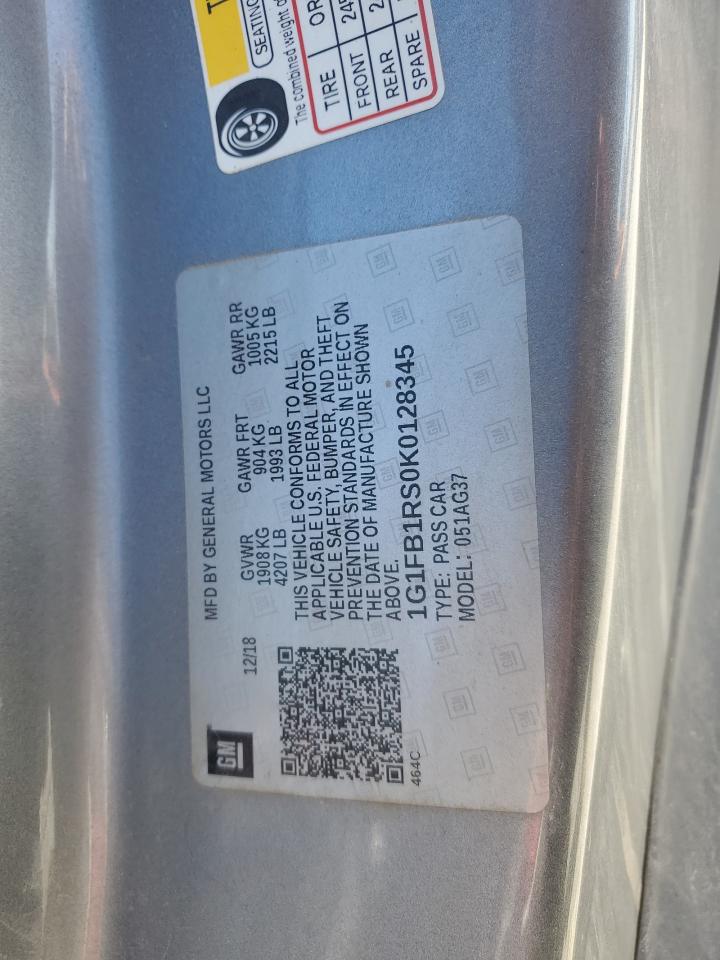 MFD BY GENERAL MOTORS LLC
GM
12/18
GVWR GAWR FRT GAWR RR
1908 KG 904 KG 1005 KG
4207 LB 1993 LB 2215 LB
THIS VEHICLE CONFORMS TO ALL
APPLICABLE U.S. FEDERAL MOTOR
VEHICLE SAFETY, BUMPER, AND THEFT
PREVENTION STANDARDS IN EFFECT ON
THE DATE OF MANUFACTURE SHOWN
ABOVE.
1G1FB1RS0K0128345
TYPE: PASS CAR
MODEL: 051AG37
464C
SEATING
The combined weight
TIRE
FRONT
REAR
SPARE